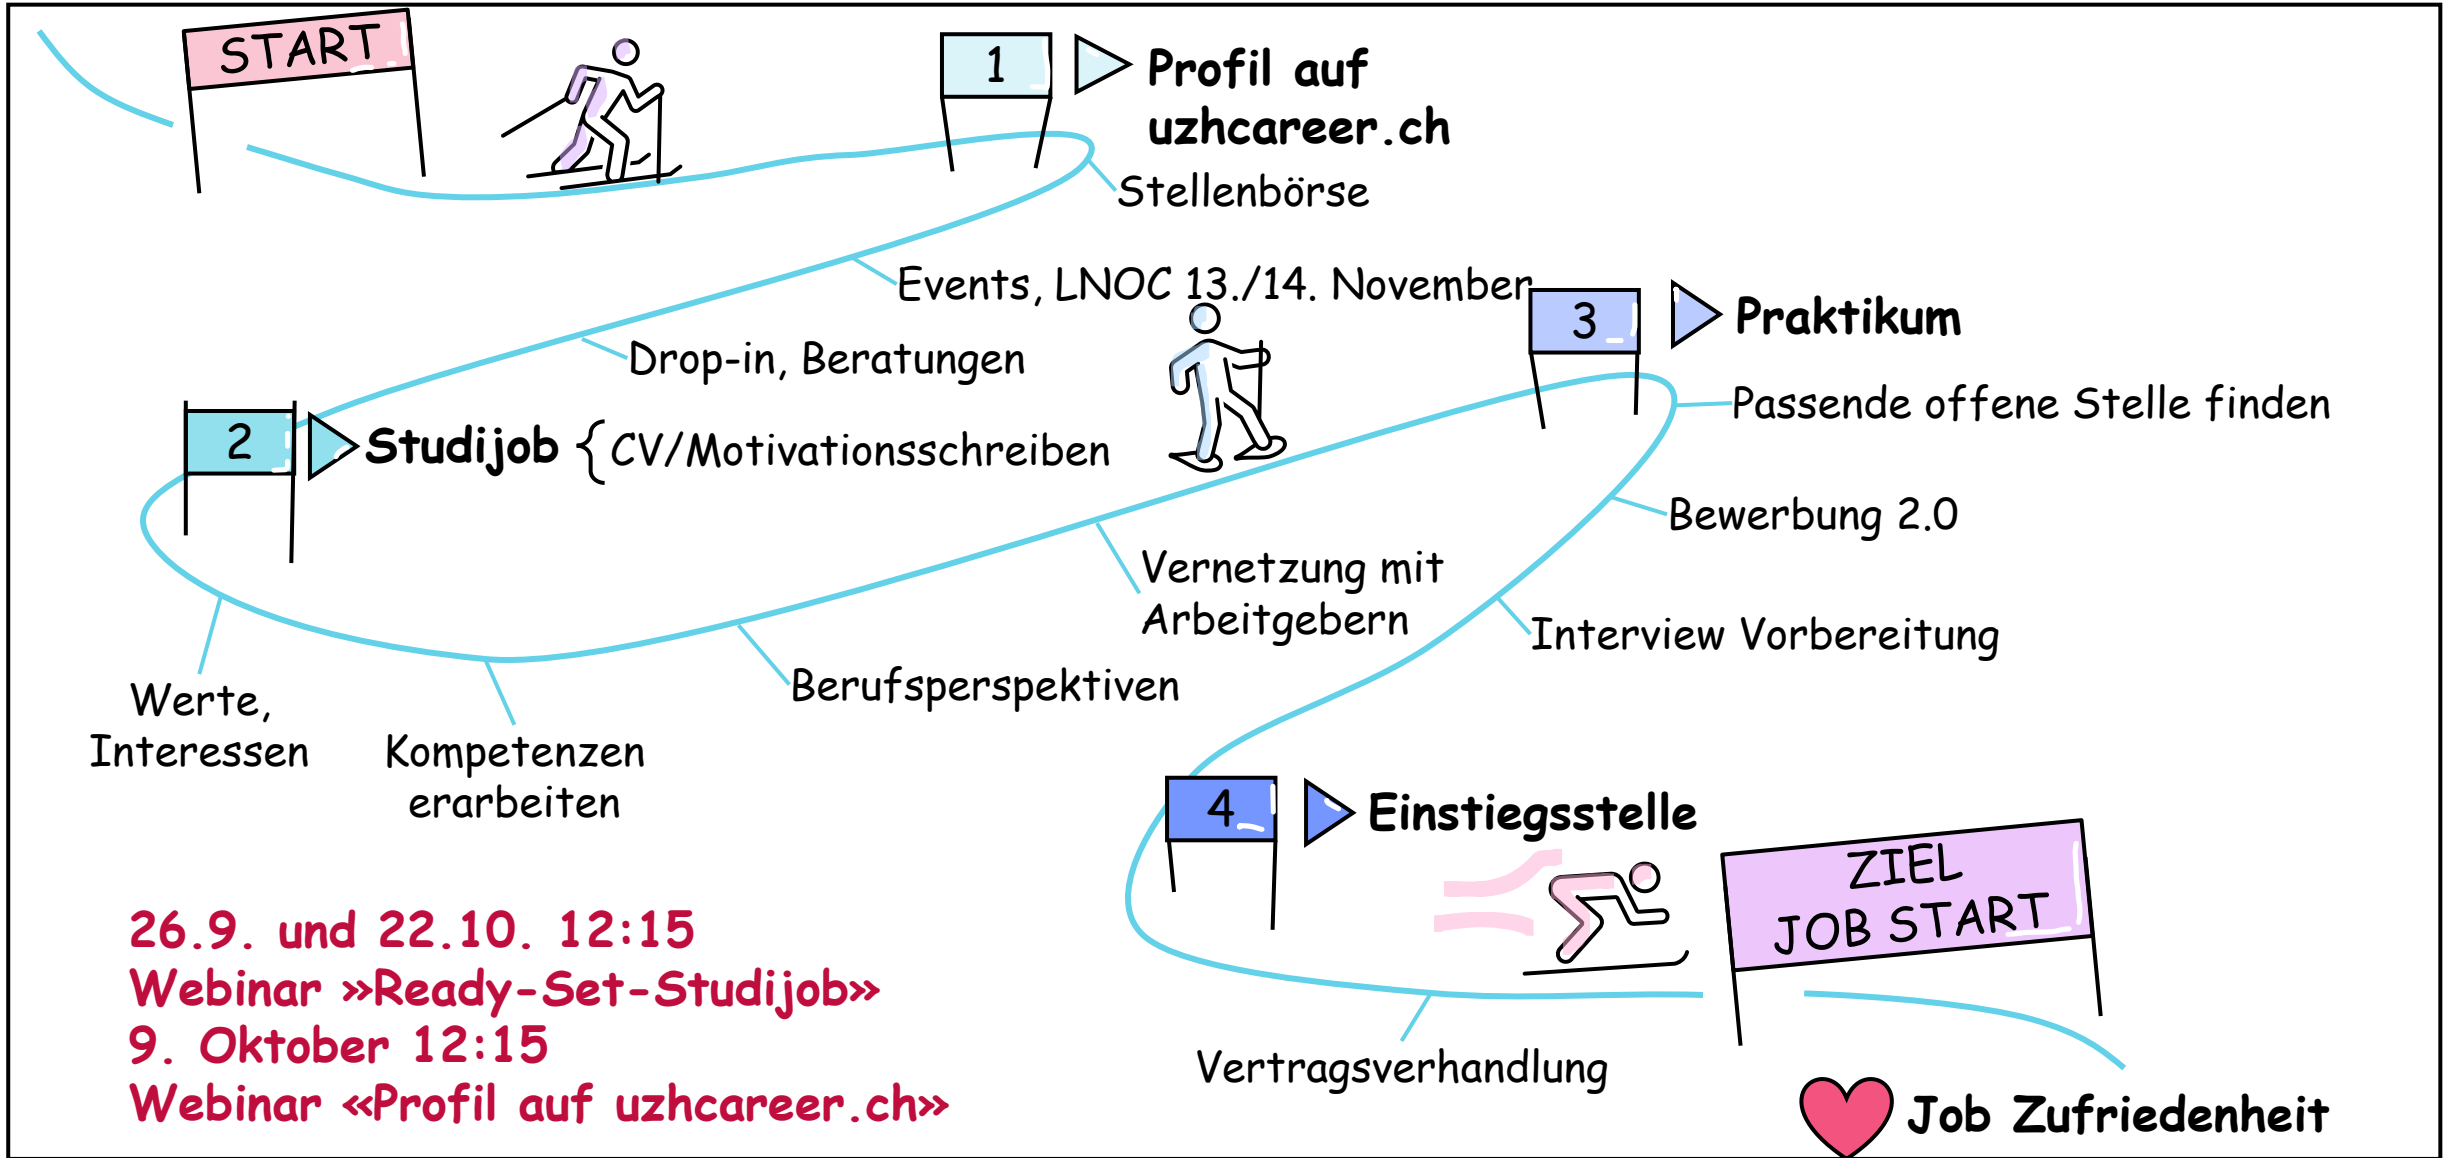 START
1
Profil auf
uzhcareer.ch
Stellenbörse
Events, LNOC 13./14. November
Drop-in, Beratungen
2
Studijob { CV/Motivationsschreiben
Werte,
Interessen
Kompetenzen
erarbeiten
Berufsperspektiven
Vernetzung mit
Arbeitgebern
3
Praktikum
Passende offene Stelle finden
Bewerbung 2.0
Interview Vorbereitung
4
Einstiegsstelle
Vertragsverhandlung
ZIEL
JOB START
Job Zufriedenheit
26.9. und 22.10. 12:15
Webinar »Ready-Set-Studijob»
9. Oktober 12:15
Webinar «Profil auf uzhcareer.ch»